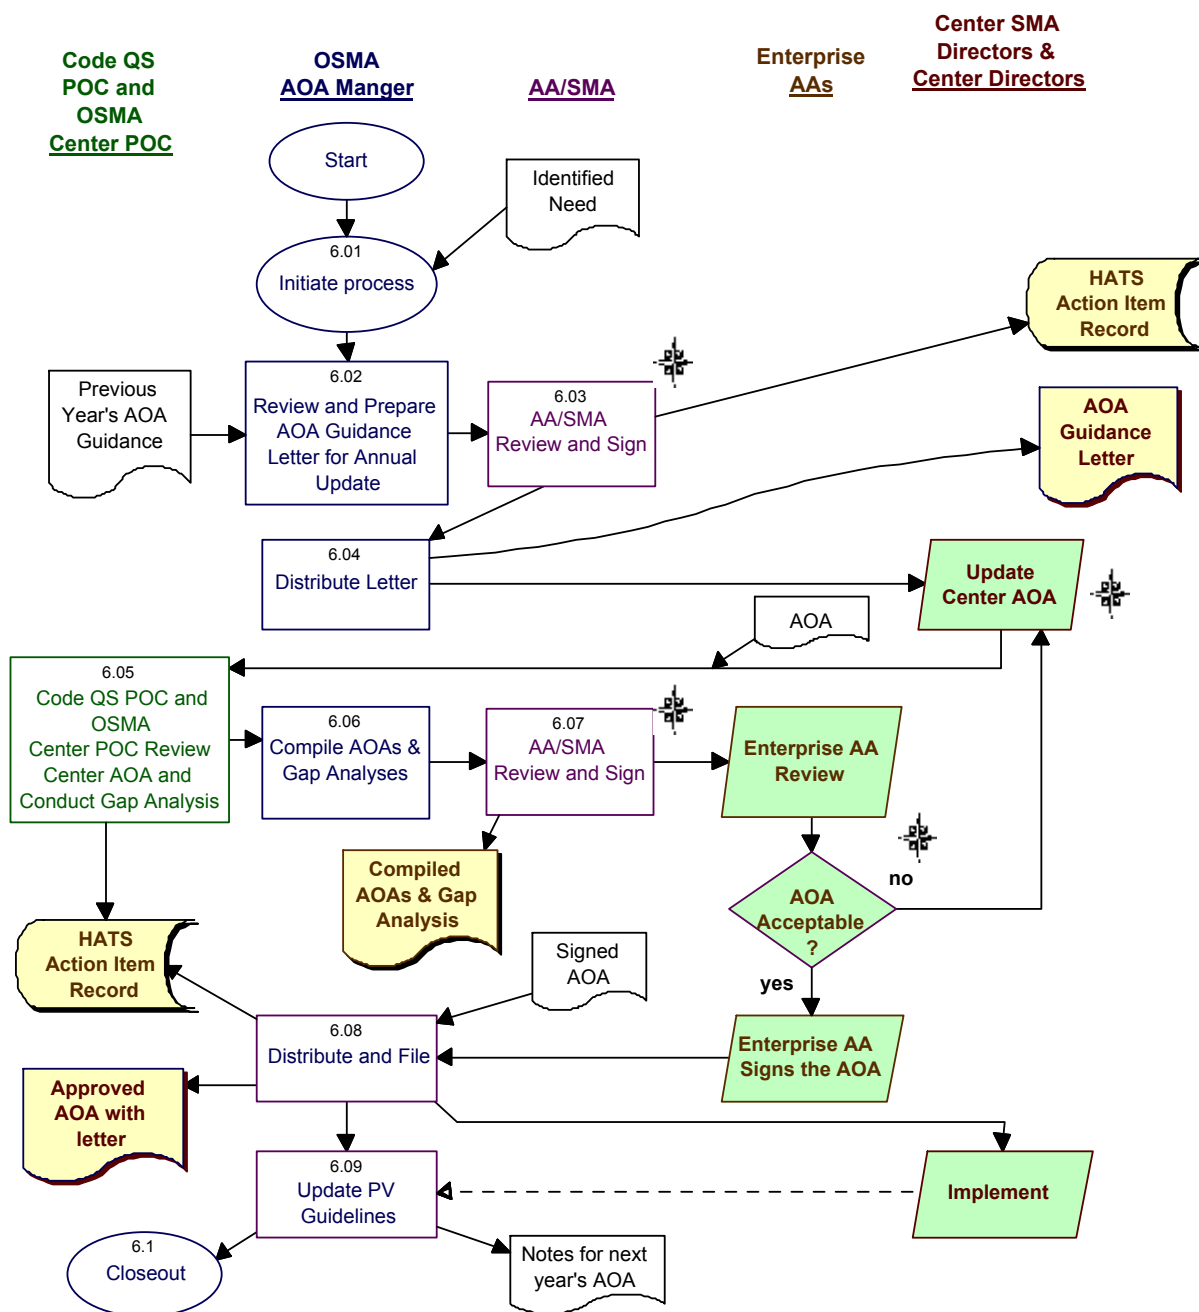 Code QS
POC and
OSMA
Center POC
OSMA
AOA Manger
AA/SMA
Enterprise
AAs
Center SMA
Directors &
Center Directors
Start
Identified
Need
6.01
Initiate process
HATS
Action Item
Record
Previous
Year's AOA
Guidance
6.02
Review and Prepare
AOA Guidance
Letter for Annual
Update
6.03
AA/SMA
Review and Sign
AOA
Guidance
Letter
6.04
Distribute Letter
Update
Center AOA
AOA
6.05
Code QS POC and
OSMA
Center POC Review
Center AOA and
Conduct Gap Analysis
6.06
Compile AOAs &
Gap Analyses
6.07
AA/SMA
Review and Sign
Enterprise AA
Review
Compiled
AOAs & Gap
Analysis
AOA
Acceptable
?
no
yes
HATS
Action Item
Record
Signed
AOA
6.08
Distribute and File
Enterprise AA
Signs the AOA
Approved
AOA with
letter
6.09
Update PV
Guidelines
Implement
6.1
Closeout
Notes for next
year's AOA